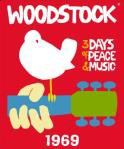 WOODSTOCK
3 DAYS
OF PEACE
& MUSIC
1969